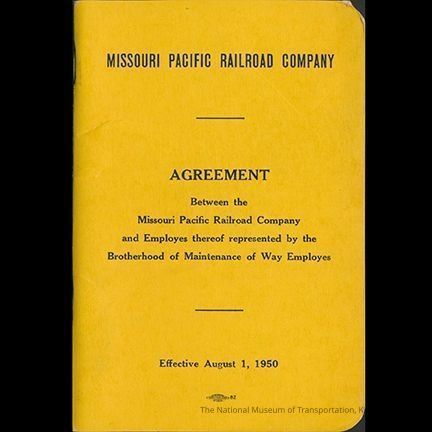 MISSOURI PACIFIC RAILROAD COMPANY
AGREEMENT
Between the
Missouri Pacific Railroad Company
and Employes thereof represented by the
Brotherhood of Maintenance of Way Employes
Effective August 1, 1950
82
The National Museum of Transportation, K